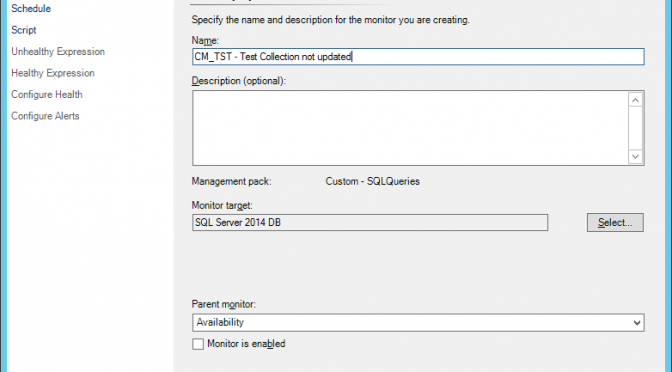 Schedule
Script
Unhealthy Expression
Healthy Expression
Configure Health
Configure Alerts
Specify the name and description for the monitor you are creating.
Name:
CM_TST - Test Collection not updated
Description (optional):
Management pack: Custom - SQLQueries
Monitor target:
SQL Server 2014 DB
Select...
Parent monitor:
Availability
Monitor is enabled